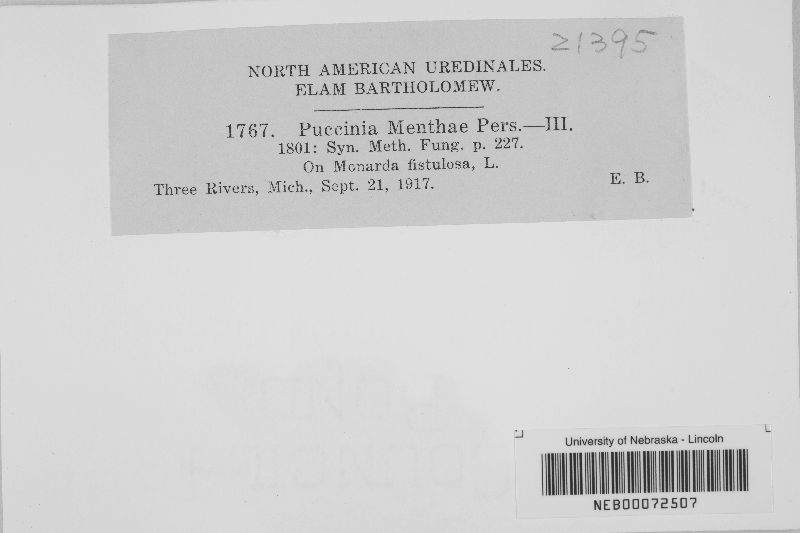 21395
NORTH AMERICAN UREDINALES.
ELAM BARTHOLOMEW.
1767. Puccinia Menthae Pers.—III.
1801: Syn. Meth. Fung. p. 227.
On Monarda fistulosa, L.
Three Rivers, Mich., Sept. 21, 1917. E. B.
University of Nebraska - Lincoln
NEB00072507